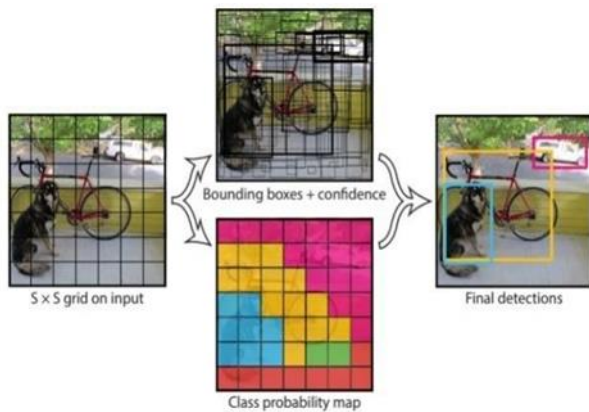 Bounding boxes + confidence
S × S grid on input
Final detections
Class probability map